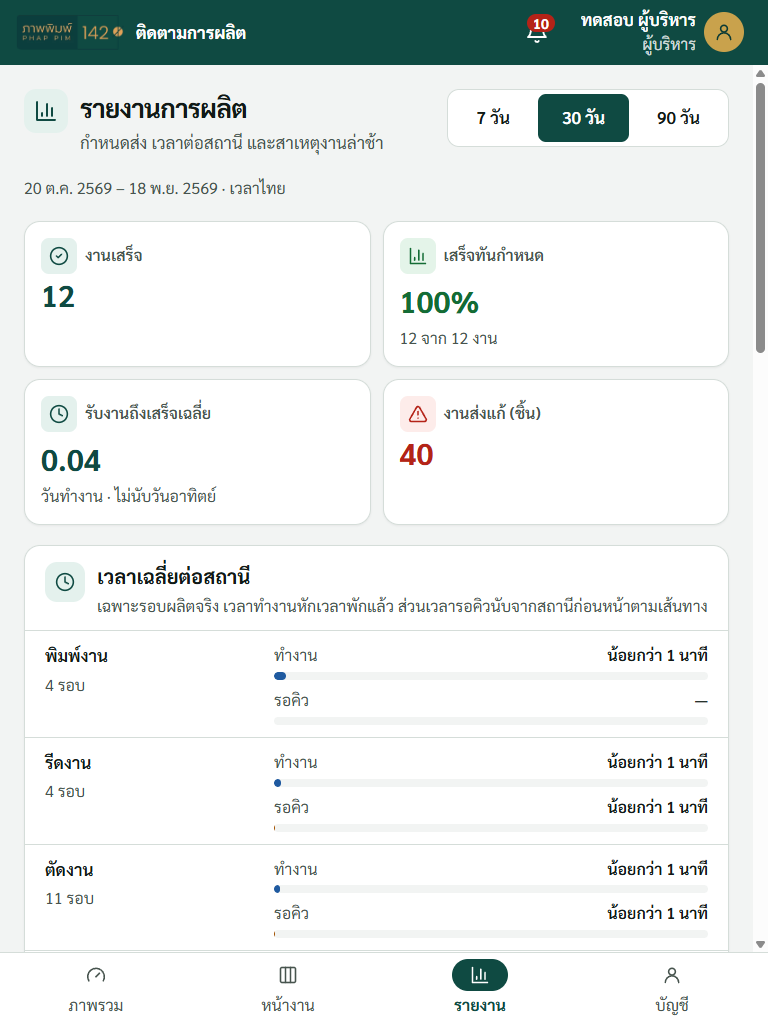 ภาพพิมพ์ 142
PHAP PIM
ติดตามการผลิต
10
ทดสอบ ผู้บริหาร
ผู้บริหาร
รายงานการผลิต
กำหนดส่ง เวลาต่อสถานี และสาเหตุงานล่าช้า
7 วัน
30 วัน
90 วัน
20 ต.ค. 2569 – 18 พ.ย. 2569 · เวลาไทย
งานเสร็จ
12
เสร็จทันกำหนด
100%
12 จาก 12 งาน
รับงานถึงเสร็จเฉลี่ย
0.04
วันทำงาน · ไม่นับวันอาทิตย์
งานส่งแก้ (ชิ้น)
40
เวลาเฉลี่ยต่อสถานี
เฉพาะรอบผลิตจริง เวลาทำงานหักเวลาพักแล้ว ส่วนเวลารอคิวนับจากสถานีก่อนหน้าตามเส้นทาง
พิมพ์งาน
4 รอบ
ทำงาน น้อยกว่า 1 นาที
รอคิว —
รีดงาน
4 รอบ
ทำงาน น้อยกว่า 1 นาที
รอคิว น้อยกว่า 1 นาที
ตัดงาน
11 รอบ
ทำงาน น้อยกว่า 1 นาที
รอคิว น้อยกว่า 1 นาที
ภาพรวม
หน้างาน
รายงาน
บัญชี